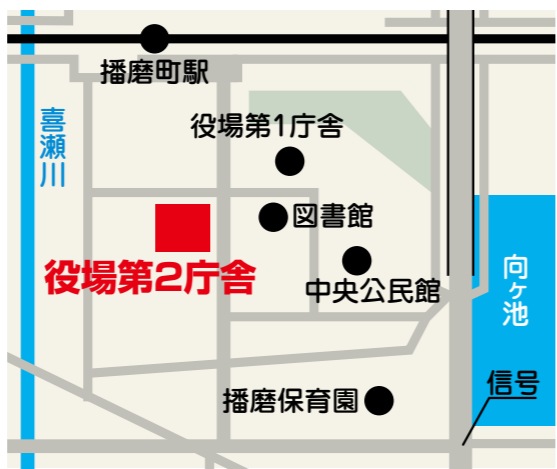 播磨町駅
役場第1庁舎
喜瀬川
図書館
役場第2庁舎
中央公民館
向ヶ池
信号
播磨保育園